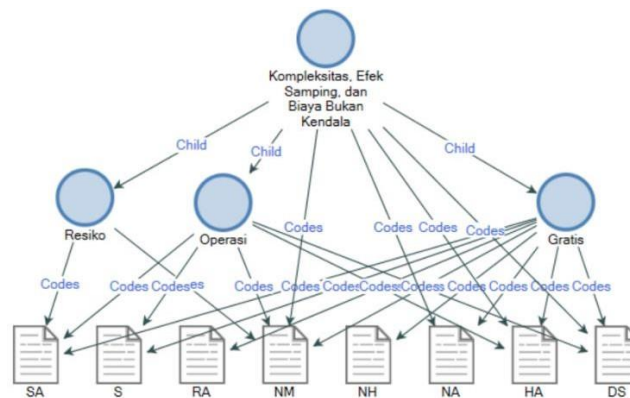 Kompleksitas, Efek
Samping, dan
Biaya Bukan
Kendala
Child
Child
Child
Resiko
Operasi
Gratis
Codes
Codes
Codes
Codes
Codes
Codes
Codes
Codes
Codes
Codes
Codes
Codes
Codes
Codes
SA
S
RA
NM
NH
NA
HA
DS